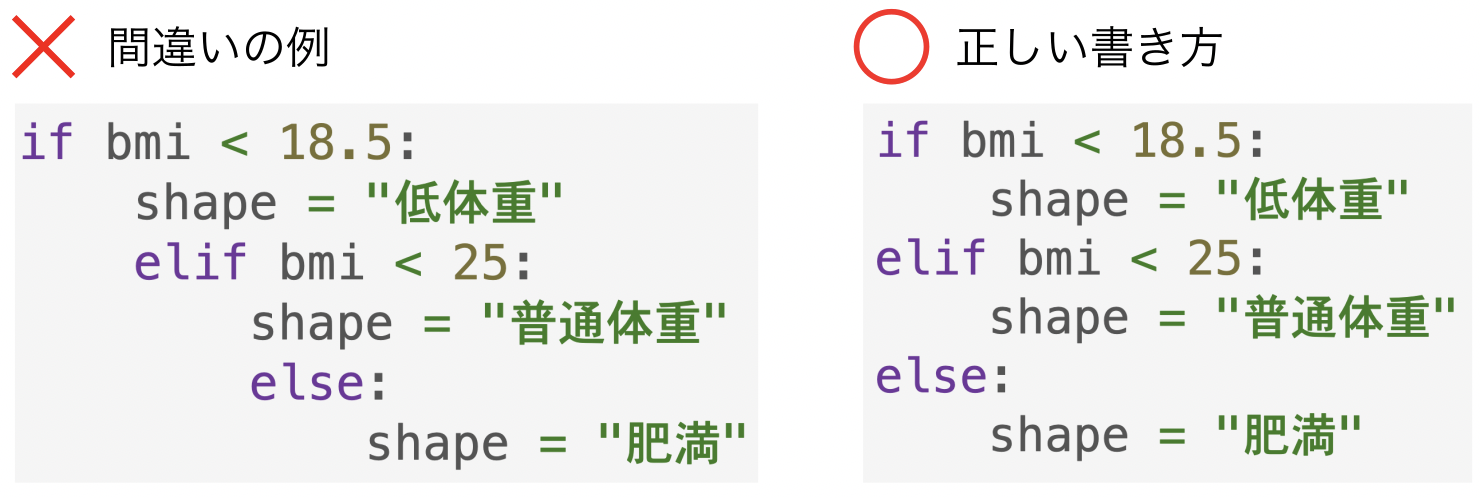 間違いの例
if bmi < 18.5:
    shape = "低体重"
    elif bmi < 25:
        shape = "普通体重"
        else:
            shape = "肥満"
正しい書き方
if bmi < 18.5:
    shape = "低体重"
elif bmi < 25:
    shape = "普通体重"
else:
    shape = "肥満"